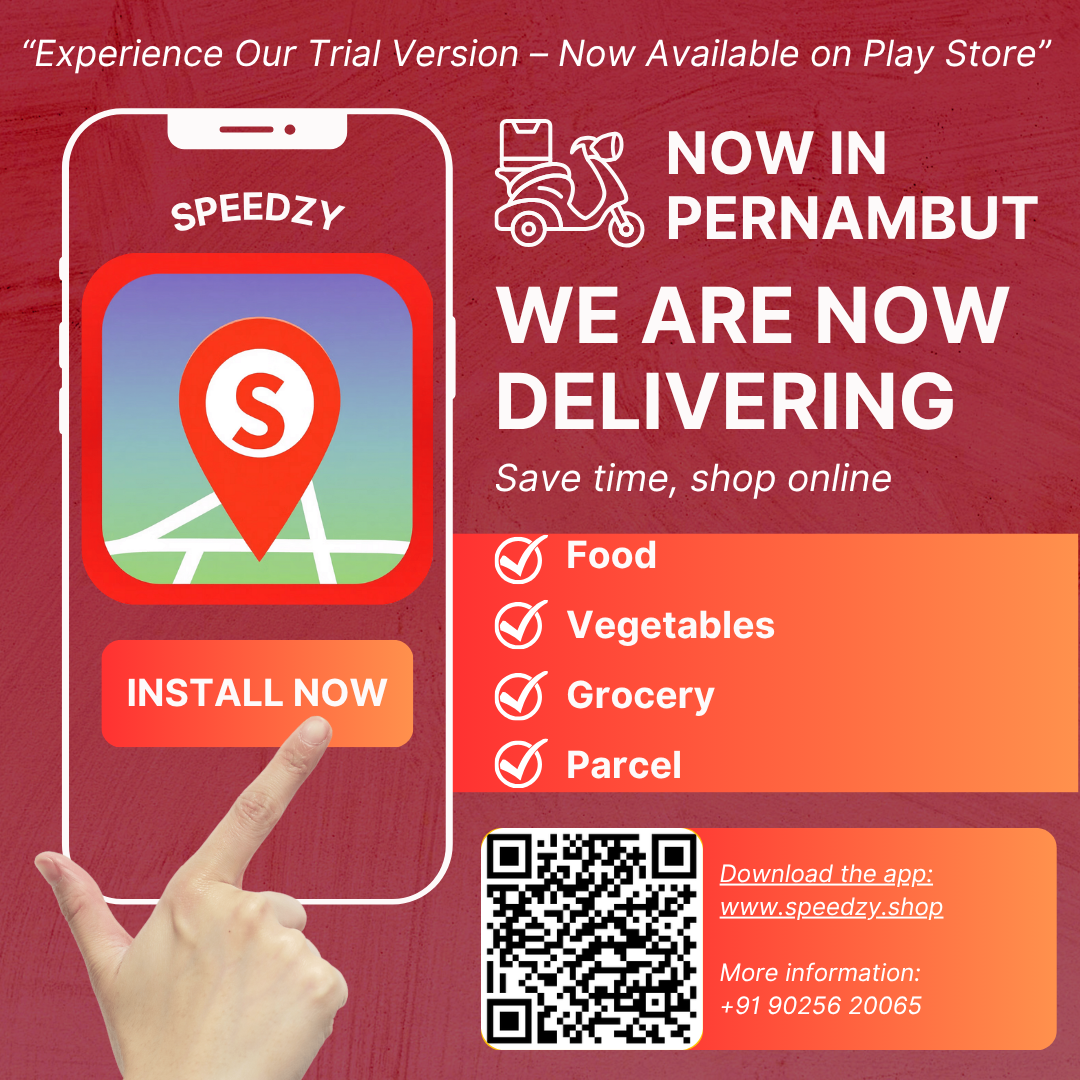 “Experience Our Trial Version – Now Available on Play Store”
SPEEDZY
S
INSTALL NOW
NOW IN
PERNAMBUT
WE ARE NOW
DELIVERING
Save time, shop online
Food
Vegetables
Grocery
Parcel
Download the app:
www.speedzy.shop
More information:
+91 90256 20065